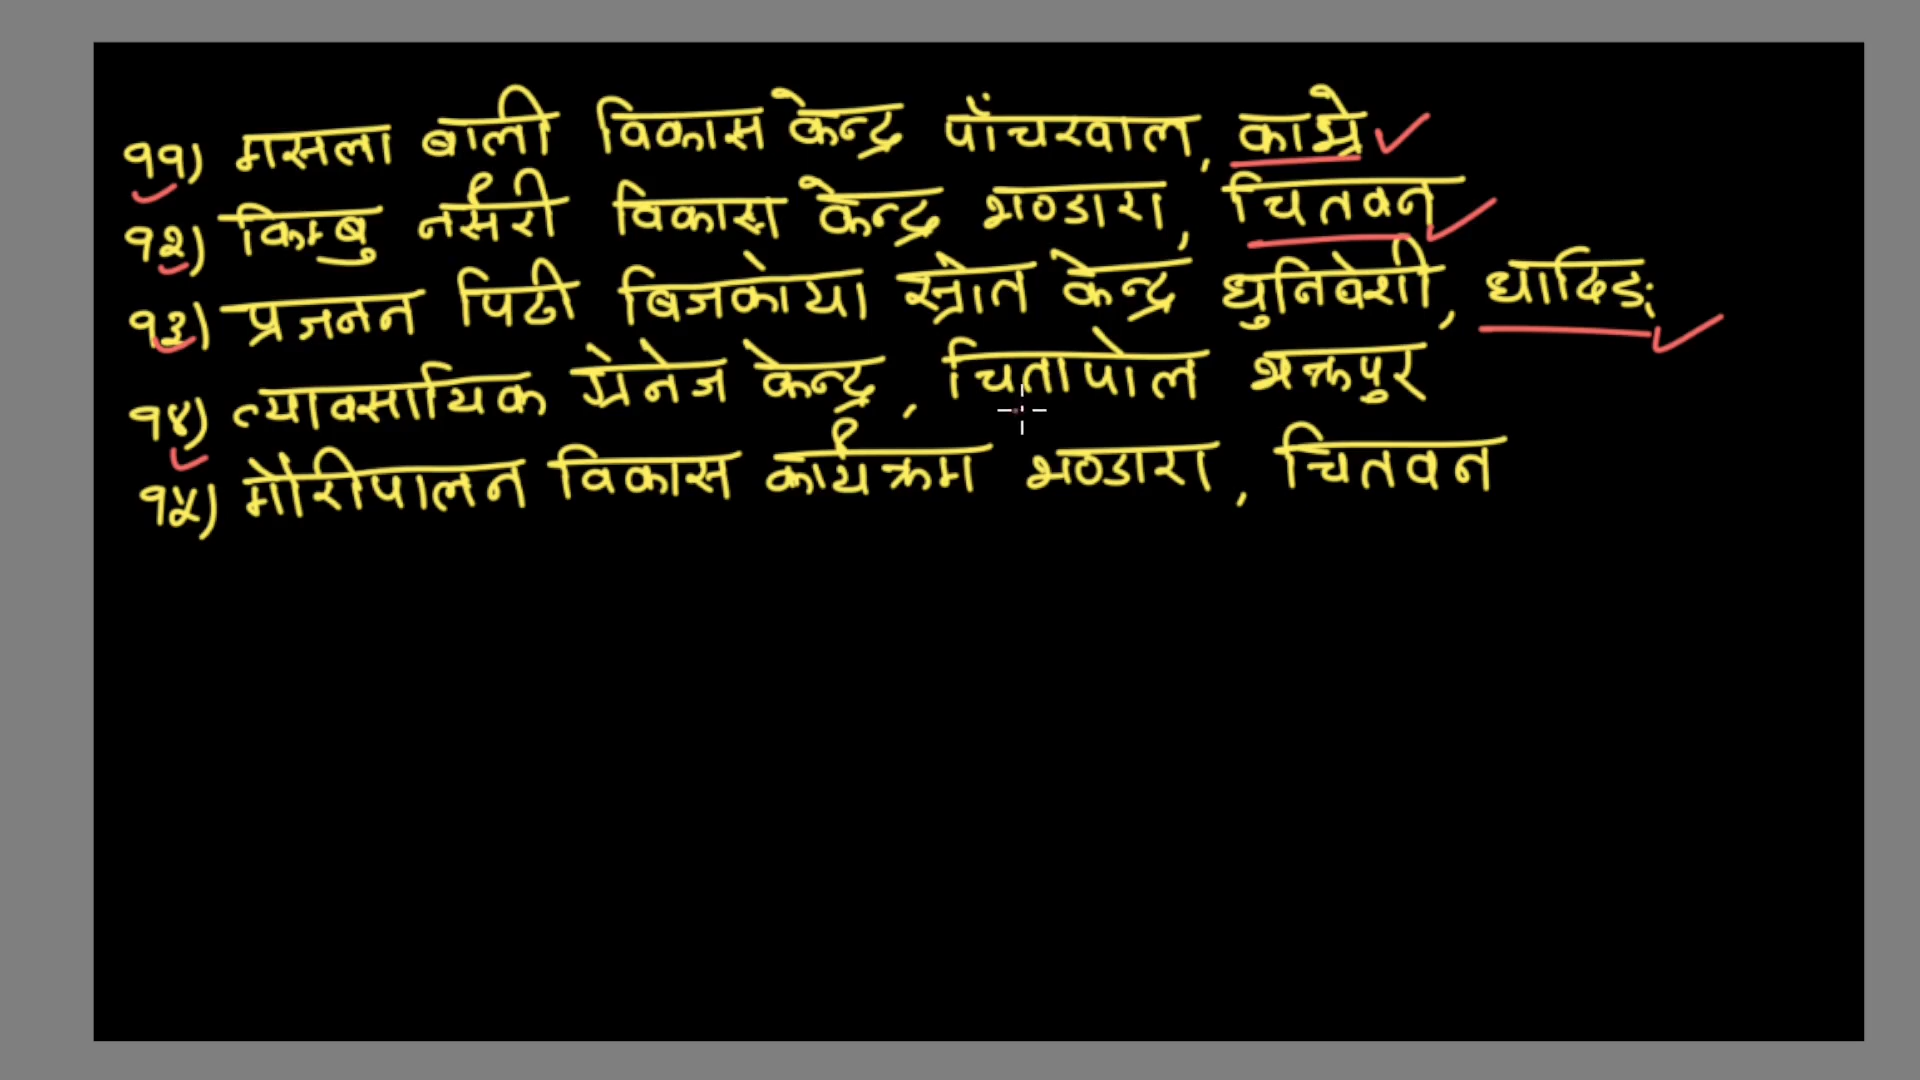 ११) मसला बाली विकास केन्द्र पाँचखाल, काभ्रे
१२) किम्बु नर्सरी विकास केन्द्र भण्डारा, चितवन
१३) प्रजनन पिढी बिजकोया स्रोत केन्द्र धुनिवेशी, धादिङ
१४) व्यावसायिक मेनेज केन्द्र, चित्तापोल भक्तपुर
१५) मौरीपालन विकास कार्यक्रम भण्डारा, चितवन